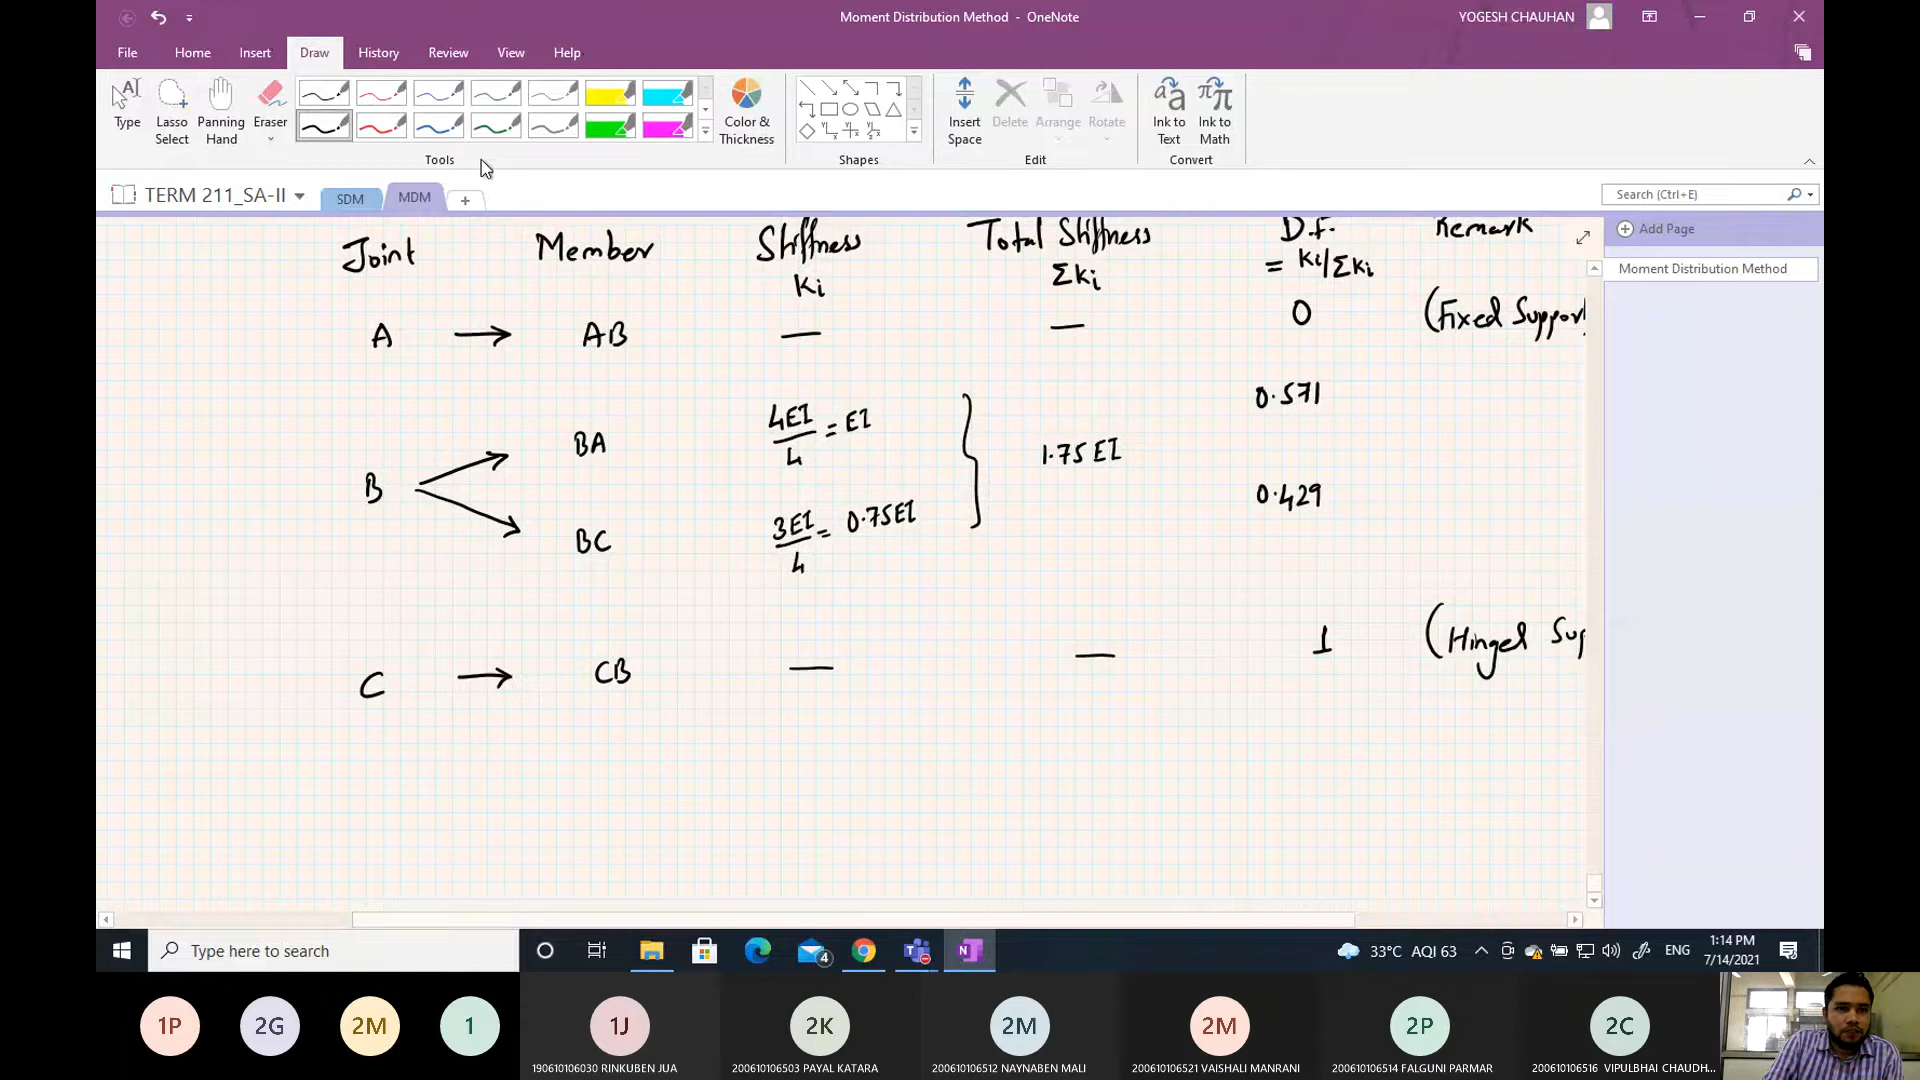 Moment Distribution Method - OneNote
YOGESH CHAUHAN
File Home Insert Draw History Review View Help
Type
Lasso Select
Panning Hand
Eraser
Color & Thickness
Insert Space
Delete
Arrange
Rotate
Ink to Text
Ink to Math
Tools
Shapes
Edit
Convert
TERM 211_SA-II
SDM
MDM
Search (Ctrl+E)
Add Page
Moment Distribution Method
Joint Member Stiffness Total Stiffness D.F. Remark
Ki ΣKi = Ki/ΣKi
A → AB — — 0 (Fixed Support
BA 4EI/4 = EI 0.571
B 1.75 EI
BC 3EI/4 = 0.75EI 0.429
C → CB — — 1 (Hinged Sup
Type here to search
4
33°C AQI 63
ENG
1:14 PM
7/14/2021
1P 2G 2M 1 1J 2K 2M 2M 2P 2C
190610106030 RINKUBEN JUA
200610106503 PAYAL KATARA
200610106512 NAYNABEN MALI
200610106521 VAISHALI MANRANI
200610106514 FALGUNI PARMAR
200610106516 VIPULBHAI CHAUDH...